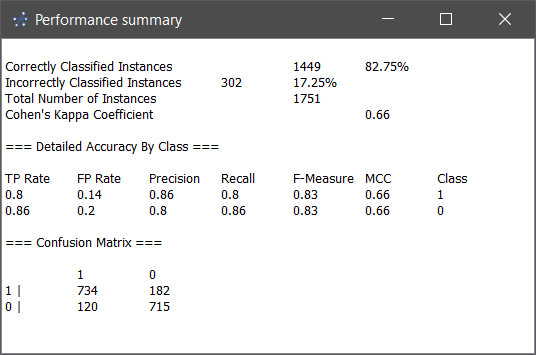 Performance summary
Correctly Classified Instances 1449 82.75%
Incorrectly Classified Instances 302 17.25%
Total Number of Instances 1751
Cohen's Kappa Coefficient 0.66
=== Detailed Accuracy By Class ===
TP Rate FP Rate Precision Recall F-Measure MCC Class
0.8 0.14 0.86 0.8 0.83 0.66 1
0.86 0.2 0.8 0.86 0.83 0.66 0
=== Confusion Matrix ===
1 0
1 | 734 182
0 | 120 715